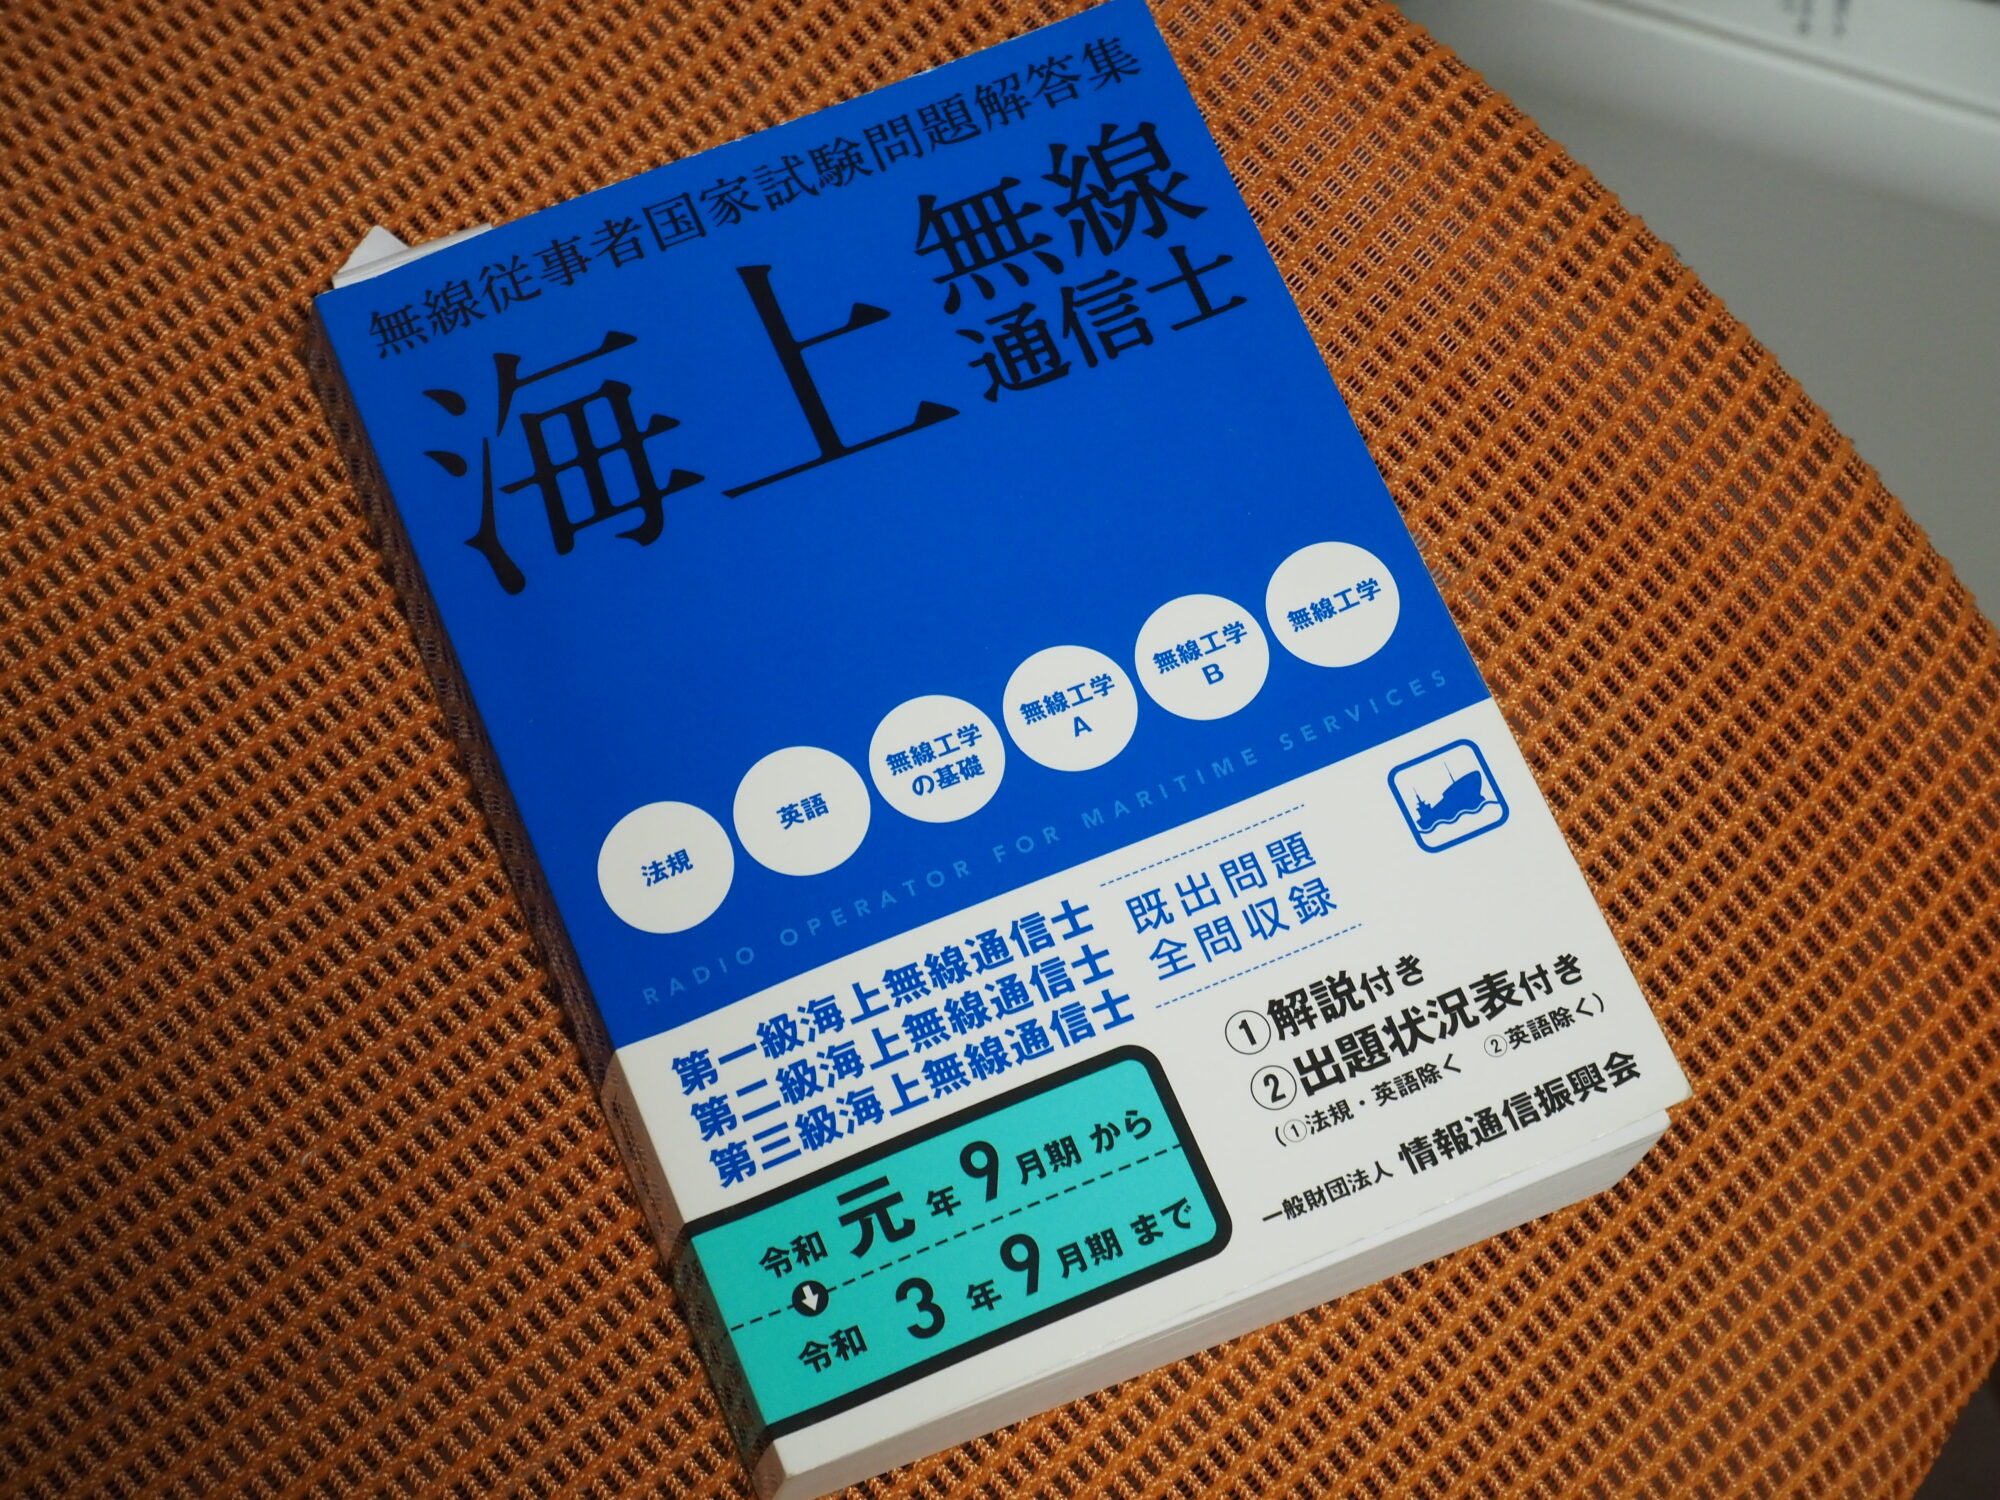 無線従事者国家試験問題解答集
海上無線
通信士
法規
英語
無線工学
の基礎
無線工学
A
無線工学
B
無線工学
RADIO OPERATOR FOR MARITIME SERVICES
第一級海上無線通信士
第二級海上無線通信士
第三級海上無線通信士
既出問題
全問収録
①解説付き
②出題状況表付き
(①法規・英語除く ②英語除く)
一般財団法人 情報通信振興会
令和元年9月期から
令和3年9月期まで